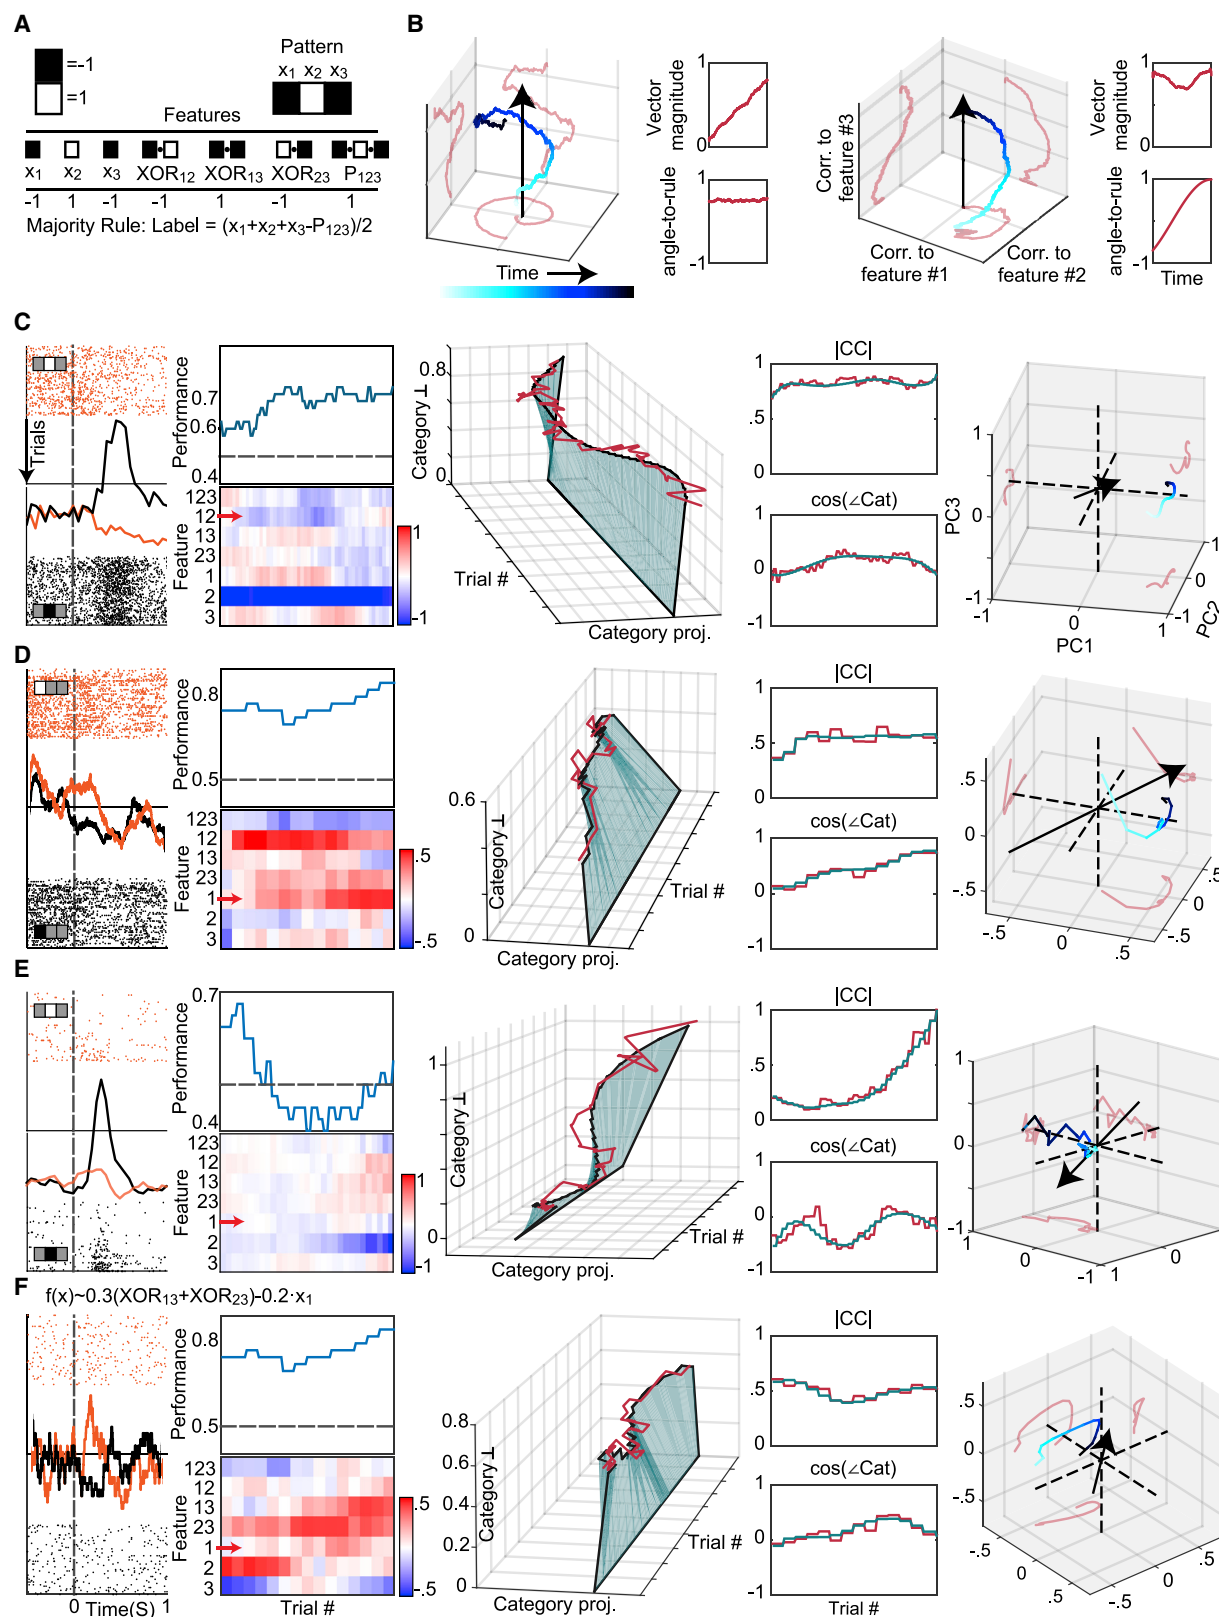 A
=-1
=1
Pattern
x1 x2 x3
Features
x1 x2 x3 XOR12 XOR13 XOR23 P123
-1 1 -1 -1 1 -1 1
Majority Rule: Label = (x1+x2+x3-P123)/2
B
Time
1
Vector magnitude
0
1
angle-to-rule
-1
Corr. to feature #3
Corr. to feature #1
Corr. to feature #2
1
Vector magnitude
0
1
angle-to-rule
-1
Time
C
Trials
Performance
0.7
0.6
0.4
Feature
123
12
13
23
1
2
3
1
-1
Category ⊥
0.8
0
Trial #
Category proj.
|CC|
1
.5
0
cos(∠Cat)
1
0
-1
PC3
1
0
-1
PC1
0
1
PC2
-1
0
1
D
Performance
0.8
0.5
Feature
123
12
13
23
1
2
3
.5
-.5
Category ⊥
0.6
0
Trial #
Category proj.
|CC|
1
.5
0
cos(∠Cat)
1
0
-1
0.5
0
-.5
-.5
0
.5
-.5
0
.5
E
Performance
0.7
0.4
Feature
123
12
13
23
1
2
3
1
-1
Category ⊥
1
0
Trial #
Category proj.
|CC|
1
.5
0
cos(∠Cat)
1
0
-1
1
0
-1
1
0
-1
1
0
F
f(x)~0.3(XOR13+XOR23)-0.2·x1
0
Time(S)
1
Performance
0.8
0.5
Feature
123
12
13
23
1
2
3
.5
-.5
Trial #
Category ⊥
0.8
0.6
0.4
0.2
0
Trial #
Category proj.
|CC|
1
.5
0
cos(∠Cat)
1
0
-1
Trial #
0.5
0
-.5
-.5
0
.5
-.5
0
.5